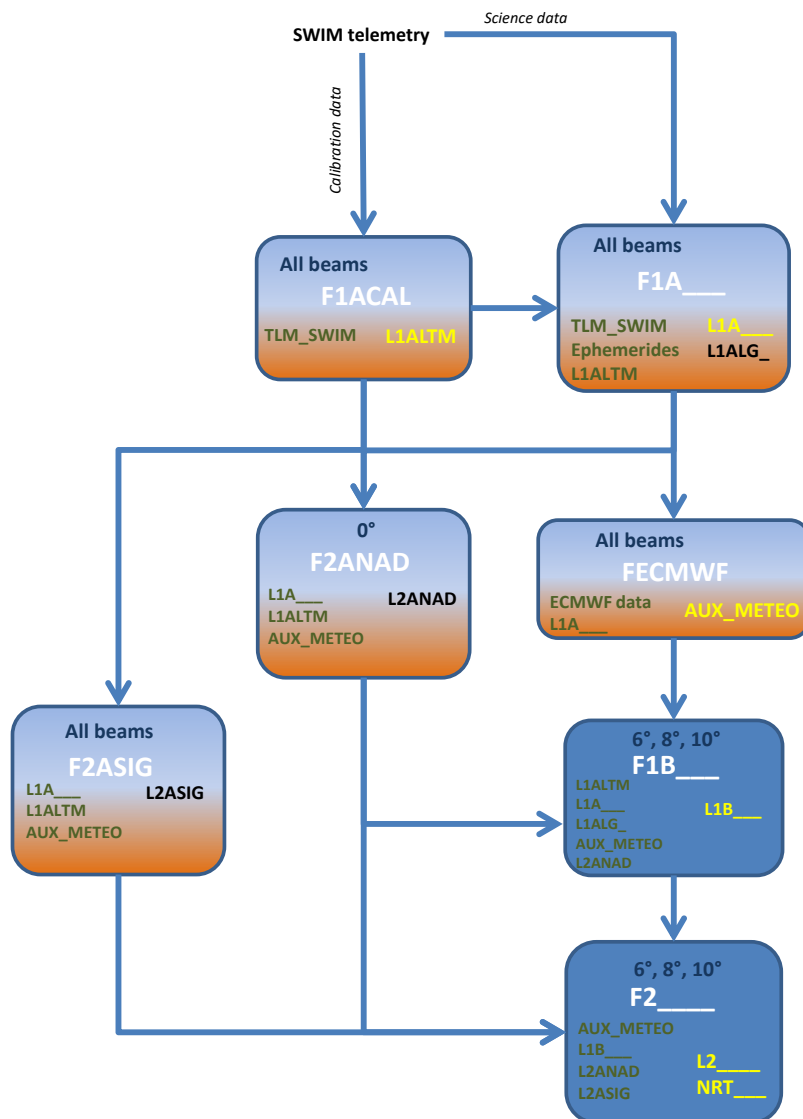 Science data
SWIM telemetry
Calibration data
All beams
F1ACAL
TLM_SWIM L1ALTM
All beams
F1A___
TLM_SWIM L1A___
Ephemerides L1ALG_
L1ALTM
0°
F2ANAD
L1A___ L2ANAD
L1ALTM
AUX_METEO
All beams
FECMWF
ECMWF data AUX_METEO
L1A___
All beams
F2ASIG
L1A___ L2ASIG
L1ALTM
AUX_METEO
6°, 8°, 10°
F1B___
L1ALTM
L1A___ L1B___
L1ALG_
AUX_METEO
L2ANAD
6°, 8°, 10°
F2____
AUX_METEO
L1B___
L2ANAD L2____
L2ASIG NRT___